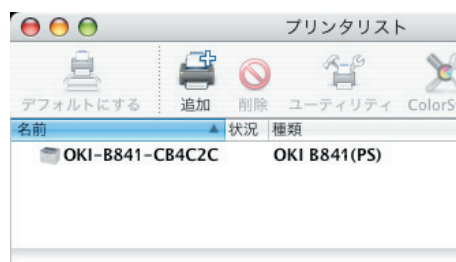 プリンタリスト
デフォルトにする 追加 削除 ユーティリティ ColorS
名前 状況 種類
OKI-B841-CB4C2C OKI B841(PS)